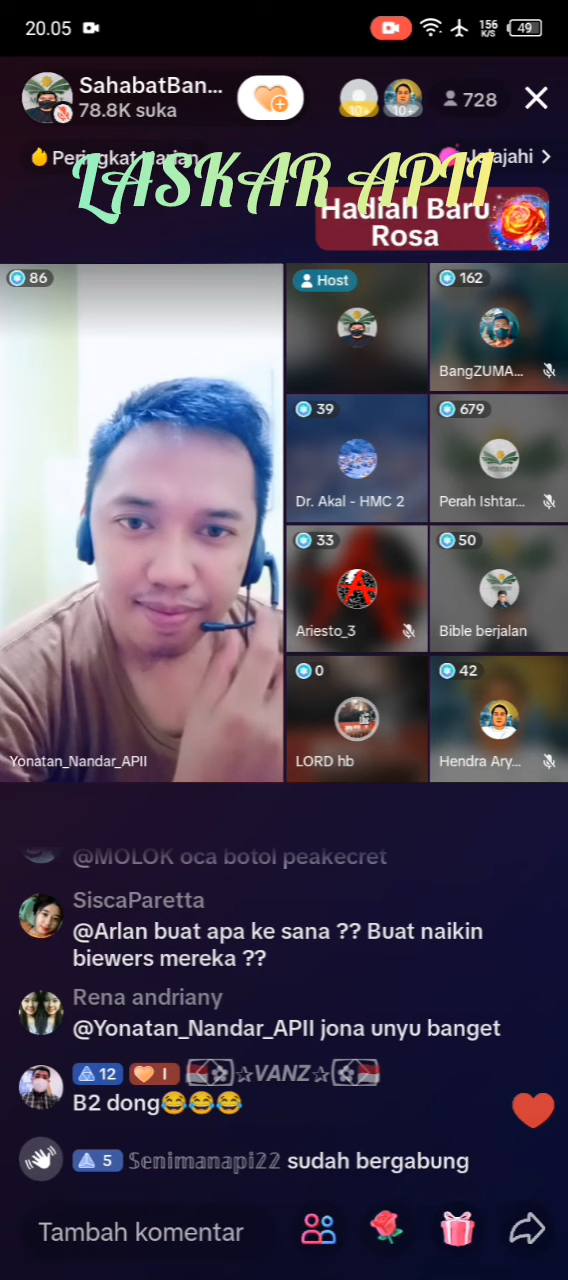 20.05
156
K/S
49
SahabatBan...
78.8K suka
10+
10+
728
Peringkat Harian
Jelajahi
LASKAR APII
Hadiah Baru
Rosa
86
Host
162
BangZUMA...
39
679
Dr. Akal - HMC 2
Perah Ishtar...
33
50
Ariesto_3
Bible berjalan
0
42
Yonatan_Nandar_APII
LORD hb
Hendra Ary...
@MOLOK oca botol peakecret
SiscaParetta
@Arlan buat apa ke sana ?? Buat naikin
biewers mereka ??
Rena andriany
@Yonatan_Nandar_APII jona unyu banget
12 I ☆VANZ☆
B2 dong😂😂😂
5 𝕊enimanapi22 sudah bergabung
Tambah komentar